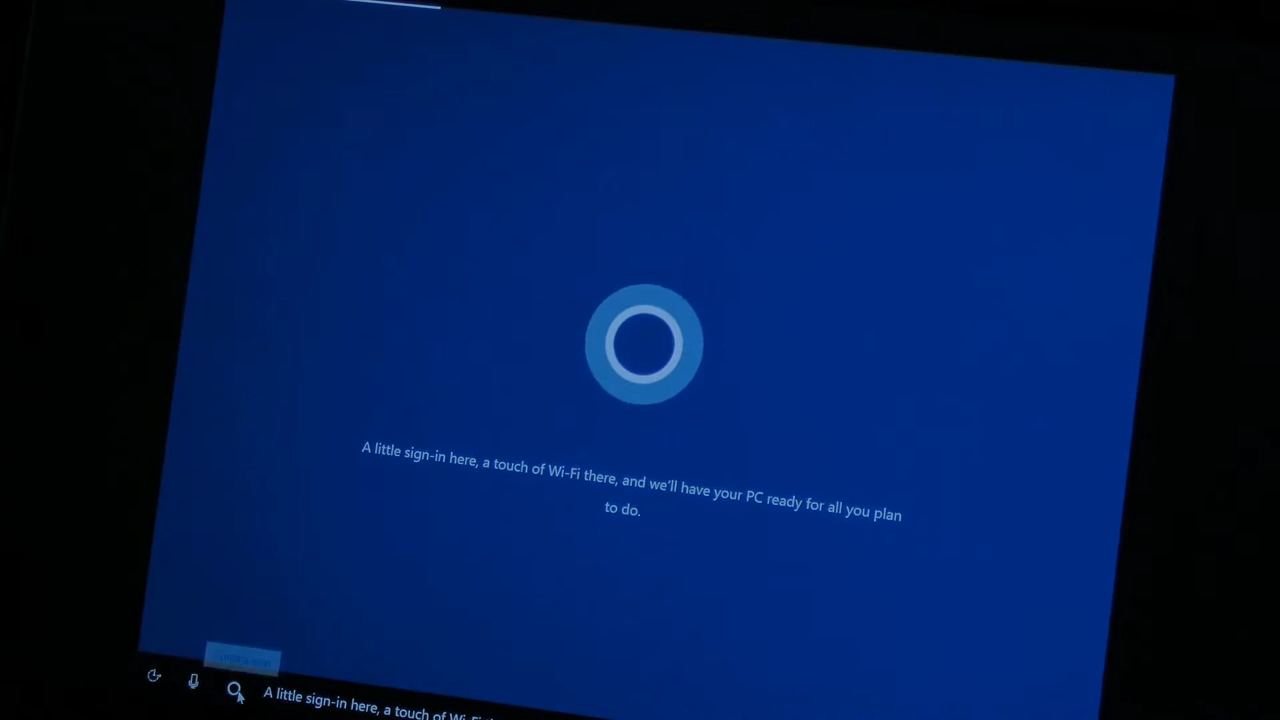 A little sign-in here, a touch of Wi-Fi there, and we'll have your PC ready for all you plan
to do.
A little sign-in here, a touch of Wi-Fi